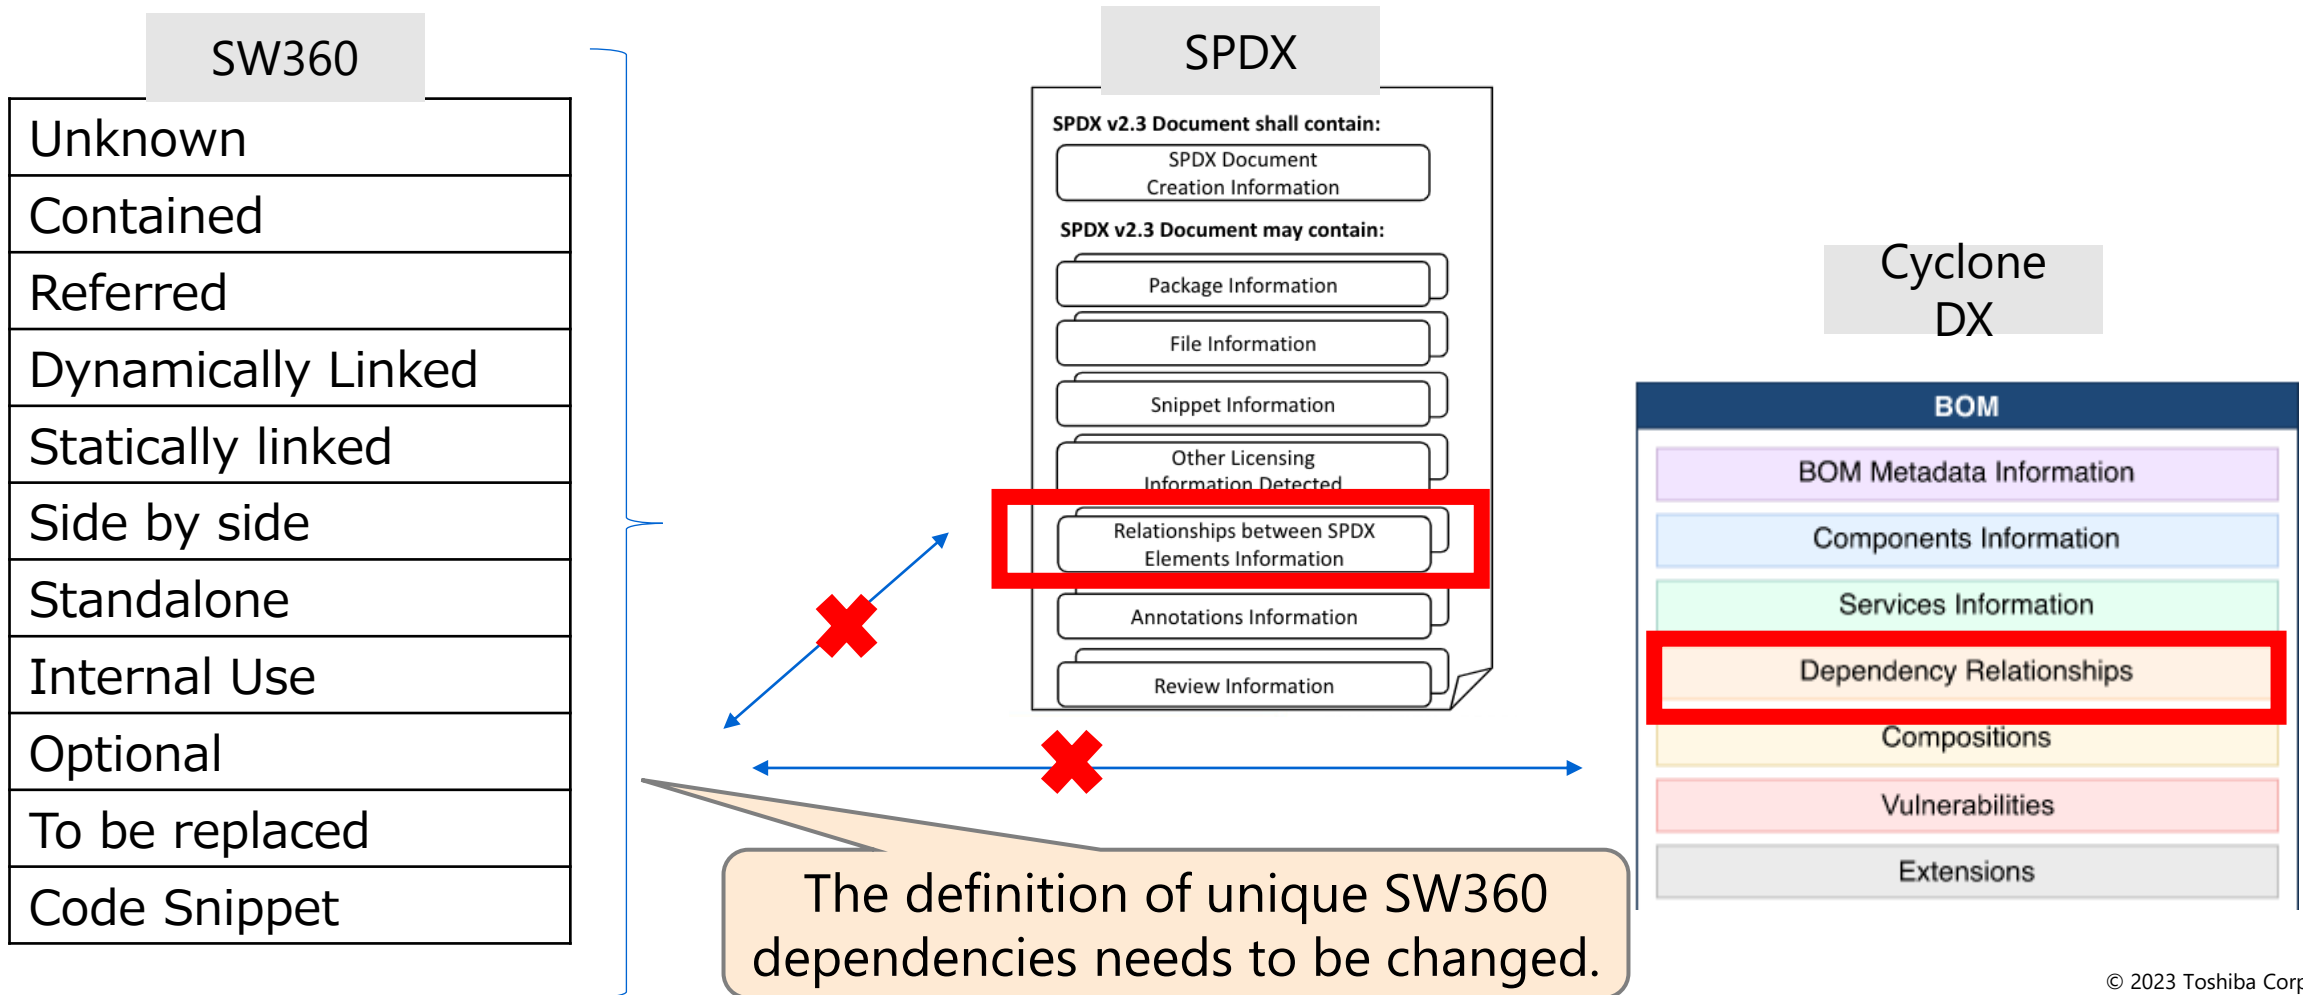 SW360
Unknown
Contained
Referred
Dynamically Linked
Statically linked
Side by side
Standalone
Internal Use
Optional
To be replaced
Code Snippet
SPDX
SPDX v2.3 Document shall contain:
SPDX Document
Creation Information
SPDX v2.3 Document may contain:
Package Information
File Information
Snippet Information
Other Licensing
Information Detected
Relationships between SPDX
Elements Information
Annotations Information
Review Information
Cyclone
DX
BOM
BOM Metadata Information
Components Information
Services Information
Dependency Relationships
Compositions
Vulnerabilities
Extensions
The definition of unique SW360
dependencies needs to be changed.
© 2023 Toshiba Corp